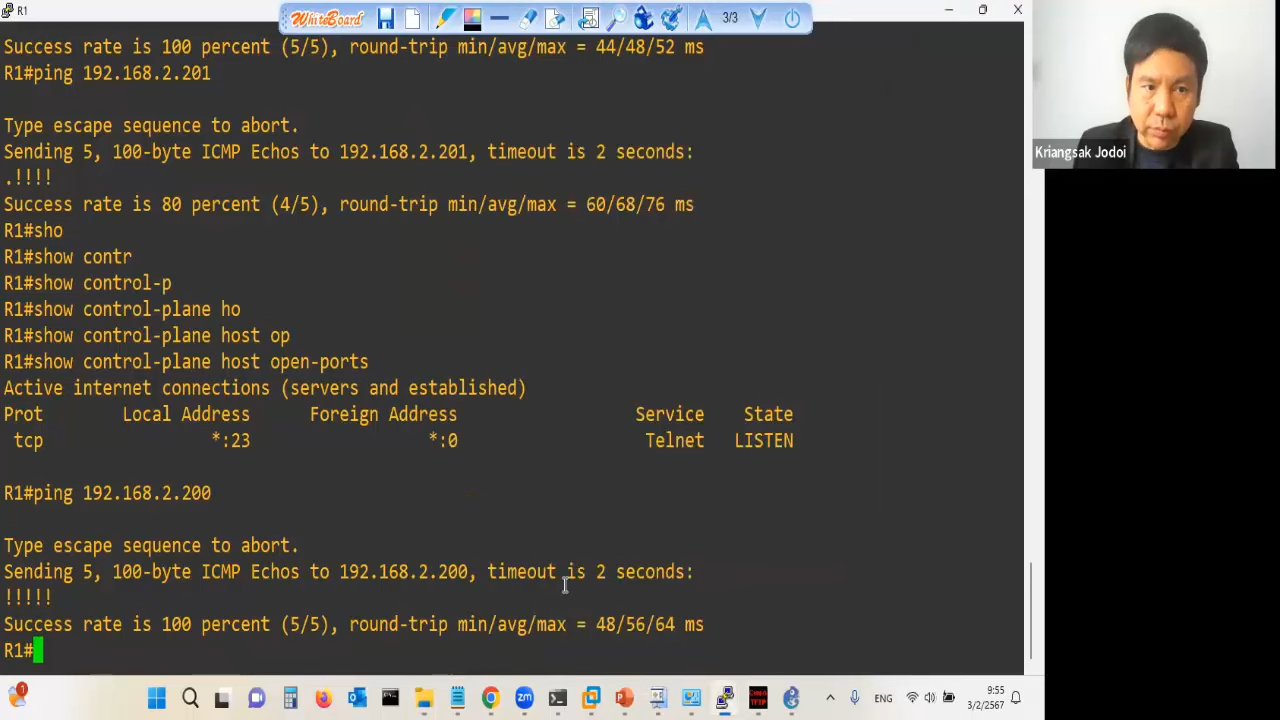 R1
WhiteBoard
3/3
Success rate is 100 percent (5/5), round-trip min/avg/max = 44/48/52 ms
R1#ping 192.168.2.201
Type escape sequence to abort.
Sending 5, 100-byte ICMP Echos to 192.168.2.201, timeout is 2 seconds:
.!!!!
Success rate is 80 percent (4/5), round-trip min/avg/max = 60/68/76 ms
R1#sho
R1#show contr
R1#show control-p
R1#show control-plane ho
R1#show control-plane host op
R1#show control-plane host open-ports
Active internet connections (servers and established)
Prot Local Address Foreign Address Service State
tcp *:23 *:0 Telnet LISTEN
R1#ping 192.168.2.200
Type escape sequence to abort.
Sending 5, 100-byte ICMP Echos to 192.168.2.200, timeout is 2 seconds:
!!!!!
Success rate is 100 percent (5/5), round-trip min/avg/max = 48/56/64 ms
R1#
Kriangsak Jodoi
1
zm
ENG
9:55
3/2/2567